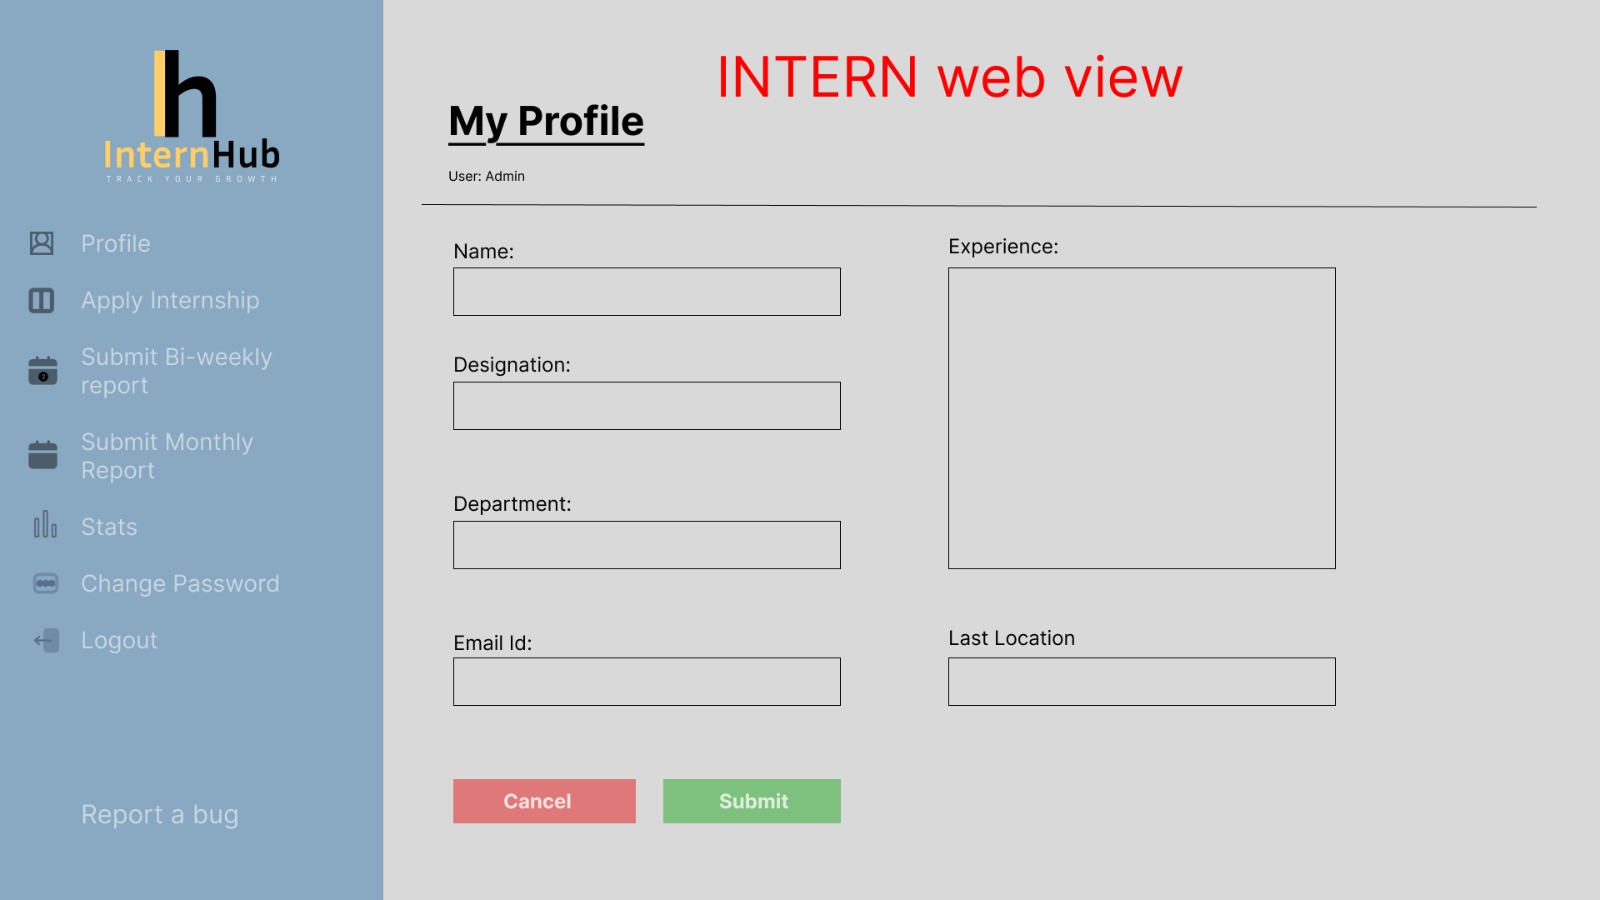 h
InternHub
TRACK YOUR GROWTH
Profile
Apply Internship
Submit Bi-weekly
report
Submit Monthly
Report
Stats
Change Password
Logout
Report a bug
INTERN web view
My Profile
User: Admin
Name:
Experience:
Designation:
Department:
Email Id:
Last Location
Cancel
Submit